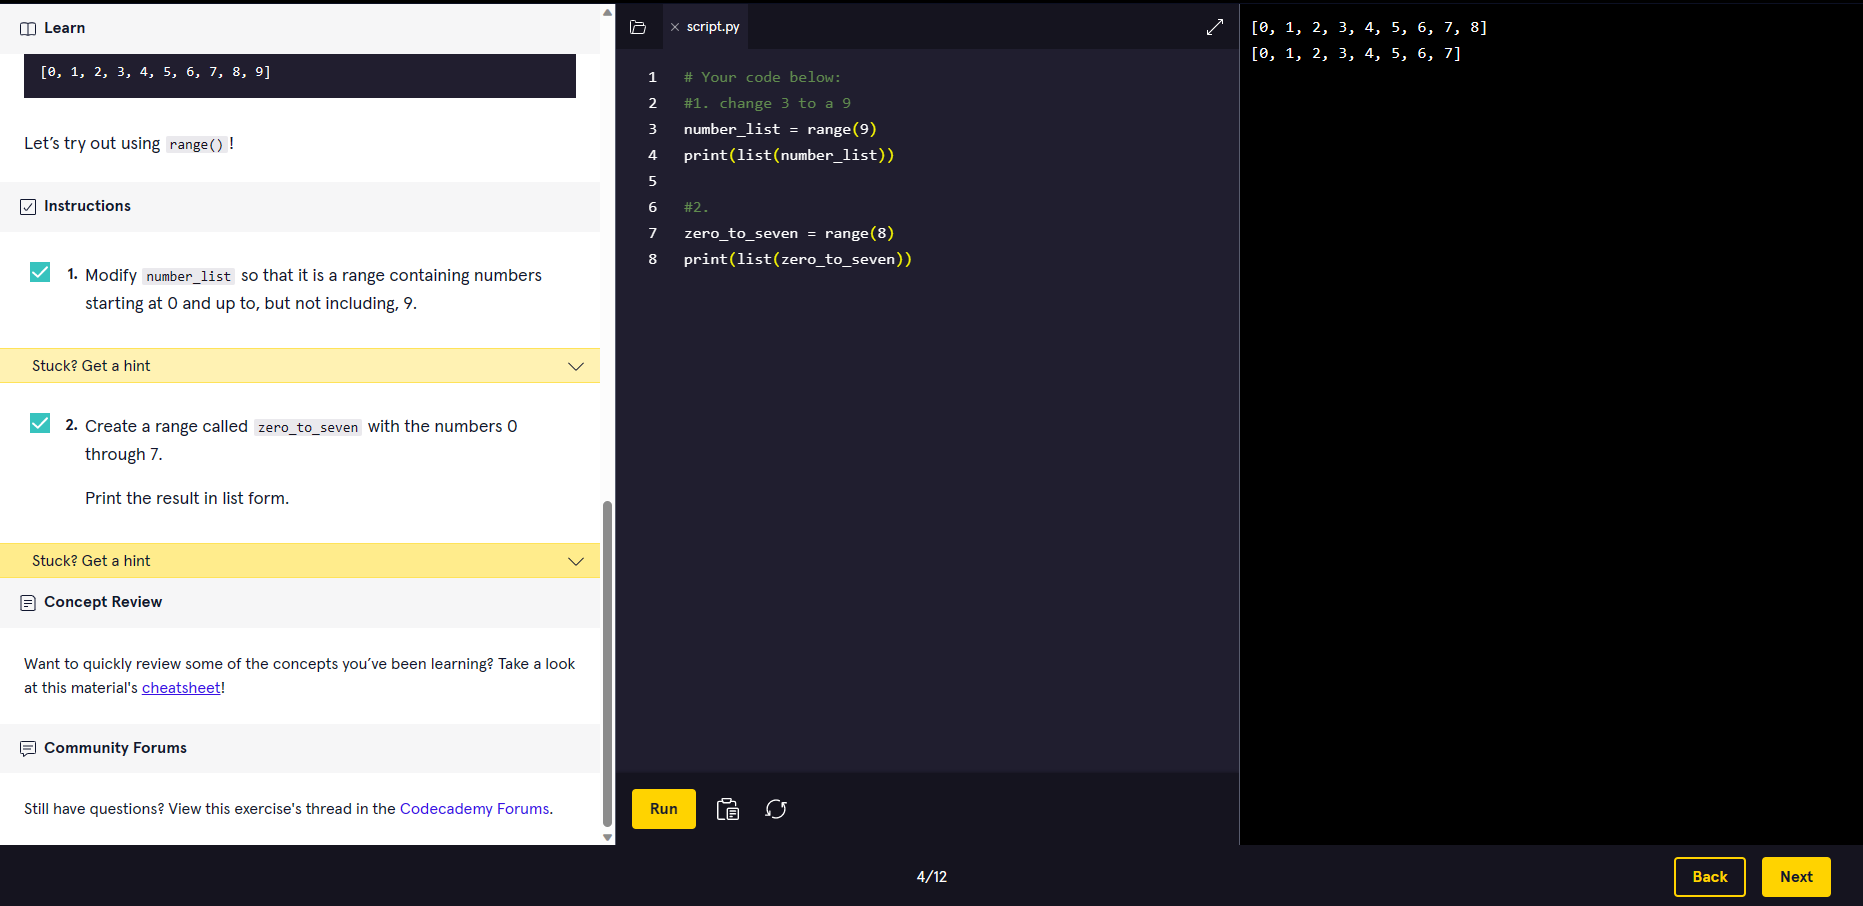 Learn
[0, 1, 2, 3, 4, 5, 6, 7, 8, 9]
Let’s try out using range()!
Instructions
1. Modify number_list so that it is a range containing numbers
starting at 0 and up to, but not including, 9.
Stuck? Get a hint
2. Create a range called zero_to_seven with the numbers 0
through 7.
Print the result in list form.
Stuck? Get a hint
Concept Review
Want to quickly review some of the concepts you’ve been learning? Take a look
at this material's cheatsheet!
Community Forums
Still have questions? View this exercise's thread in the Codecademy Forums.
script.py
1 # Your code below:
2 #1. change 3 to a 9
3 number_list = range(9)
4 print(list(number_list))
5
6 #2.
7 zero_to_seven = range(8)
8 print(list(zero_to_seven))
Run
[0, 1, 2, 3, 4, 5, 6, 7, 8]
[0, 1, 2, 3, 4, 5, 6, 7]
4/12
Back
Next